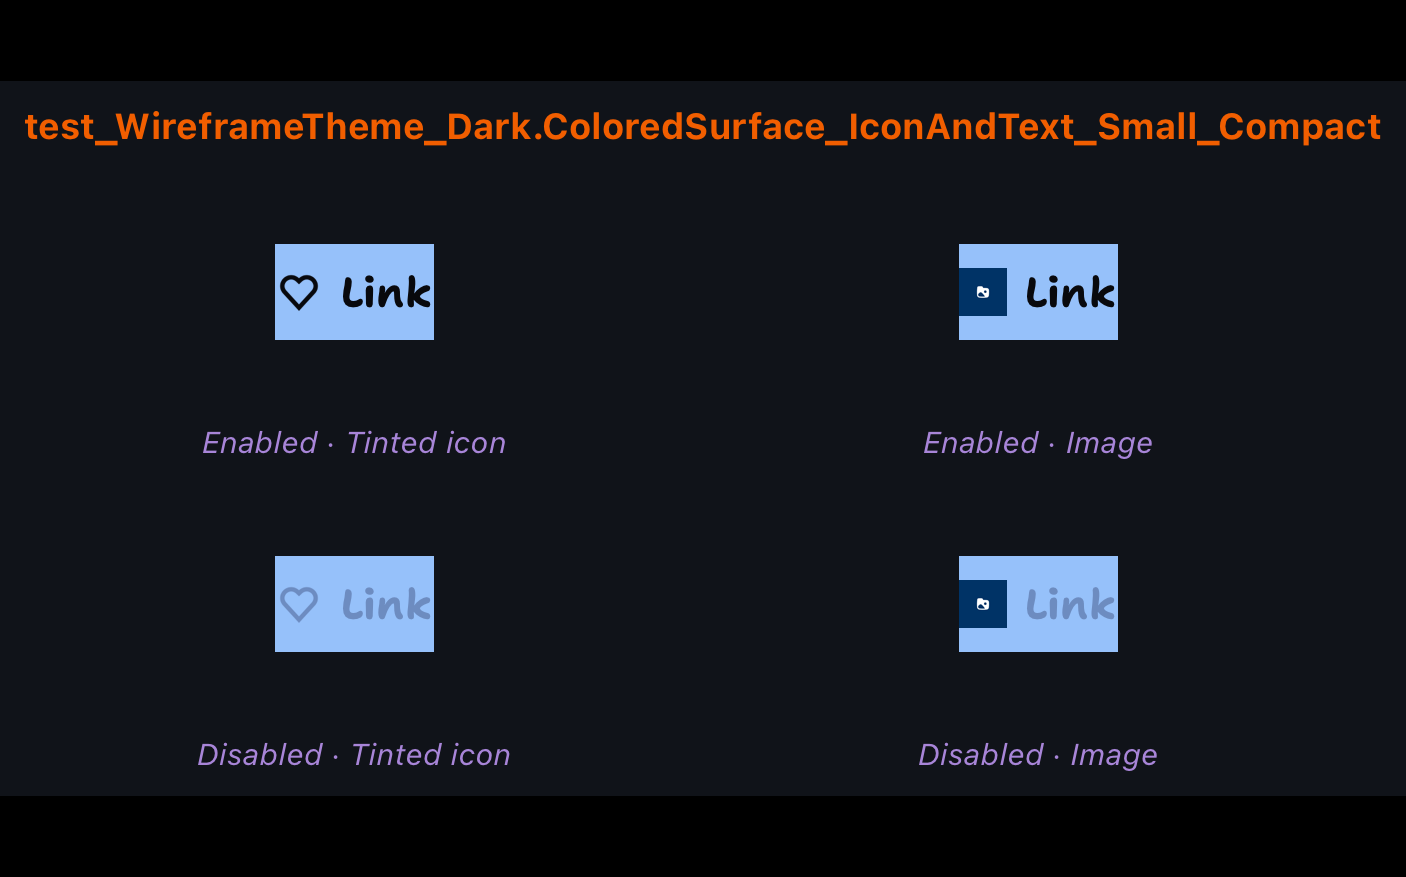 test_WireframeTheme_Dark.ColoredSurface_IconAndText_Small_Compact
Link
Link
Enabled · Tinted icon
Enabled · Image
Link
Link
Disabled · Tinted icon
Disabled · Image